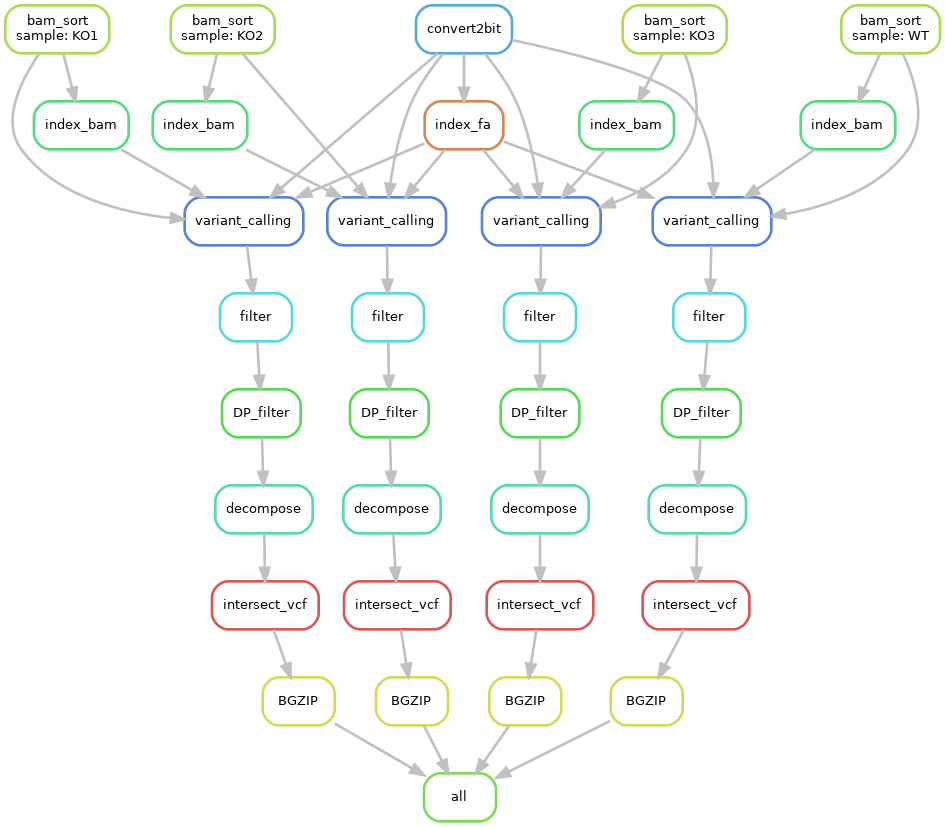 bam_sort
sample: KO1
bam_sort
sample: KO2
convert2bit
bam_sort
sample: KO3
bam_sort
sample: WT
index_bam
index_bam
index_fa
index_bam
index_bam
variant_calling
variant_calling
variant_calling
variant_calling
filter
filter
filter
filter
DP_filter
DP_filter
DP_filter
DP_filter
decompose
decompose
decompose
decompose
intersect_vcf
intersect_vcf
intersect_vcf
intersect_vcf
BGZIP
BGZIP
BGZIP
BGZIP
all